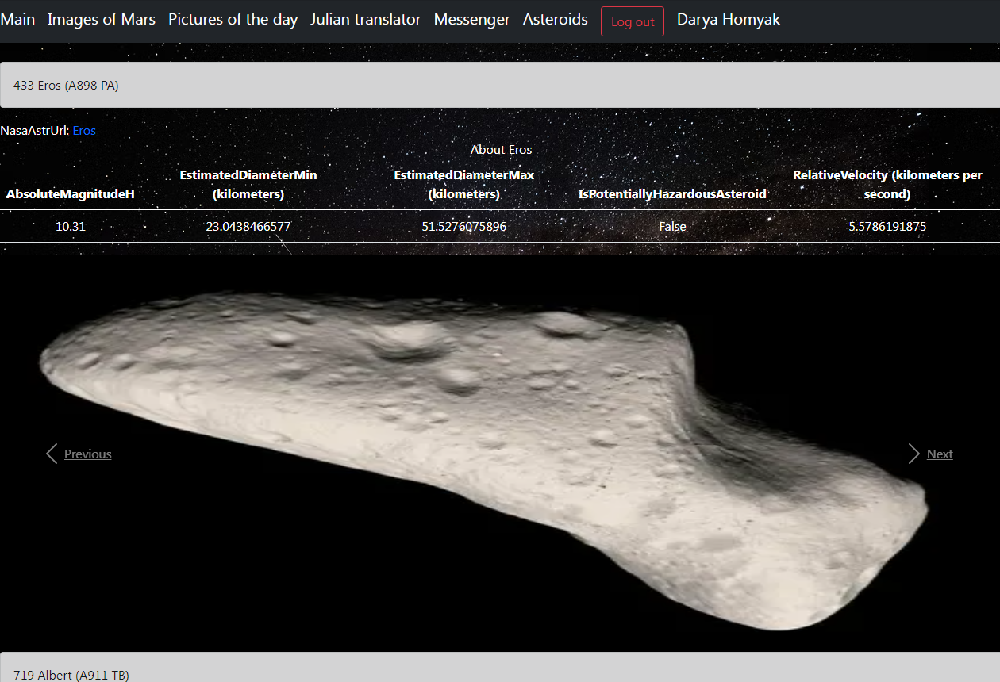 Main Images of Mars Pictures of the day Julian translator Messenger Asteroids Log out Darya Homyak
433 Eros (A898 PA)
NasaAstrUrl: Eros
About Eros
AbsoluteMagnitudeH EstimatedDiameterMin (kilometers) EstimatedDiameterMax (kilometers) IsPotentiallyHazardousAsteroid RelativeVelocity (kilometers per second)
10.31 23.0438466577 51.5276075896 False 5.5786191875
Previous Next
719 Albert (A911 TB)